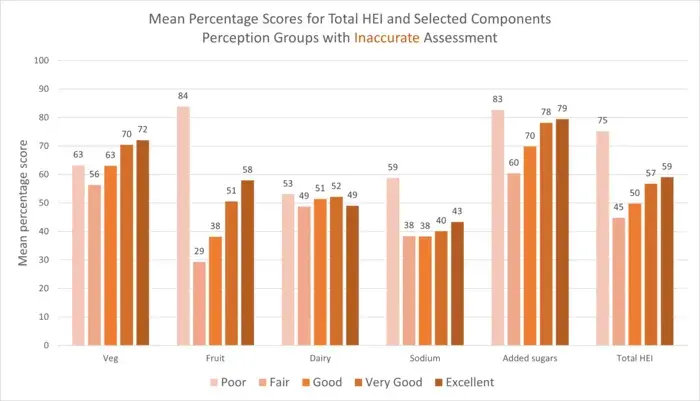 Mean Percentage Scores for Total HEI and Selected Components
Perception Groups with Inaccurate Assessment
Mean percentage score
100
90
80
70
60
50
40
30
20
10
0
63 56 63 70 72
84 29 38 51 58
53 49 51 52 49
59 38 38 40 43
83 60 70 78 79
75 45 50 57 59
Veg Fruit Dairy Sodium Added sugars Total HEI
Poor Fair Good Very Good Excellent